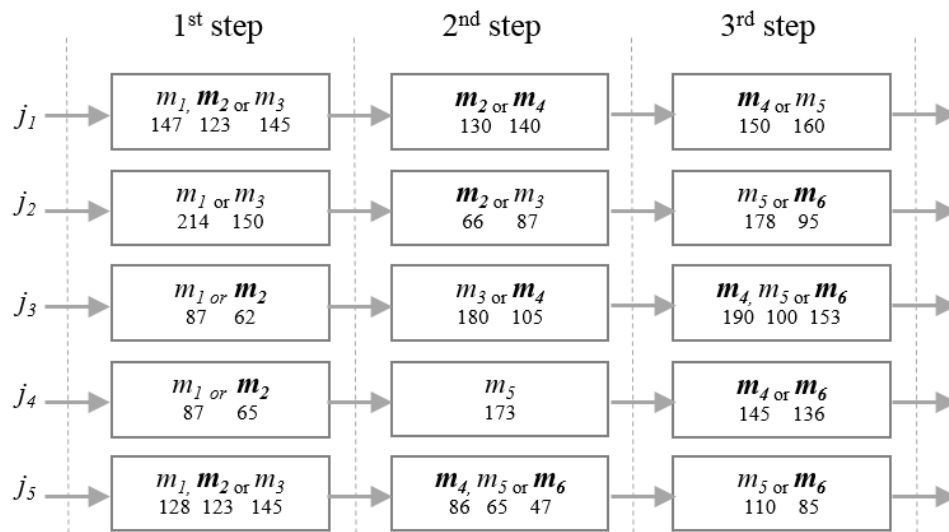 1st step 2nd step 3rd step
j1 m1, m2 or m3 m2 or m4 m4 or m5
147 123 145 130 140 150 160
j2 m1 or m3 m2 or m3 m5 or m6
214 150 66 87 178 95
j3 m1 or m2 m3 or m4 m4, m5 or m6
87 62 180 105 190 100 153
j4 m1 or m2 m5 m4 or m6
87 65 173 145 136
j5 m1, m2 or m3 m4, m5 or m6 m5 or m6
128 123 145 86 65 47 110 85